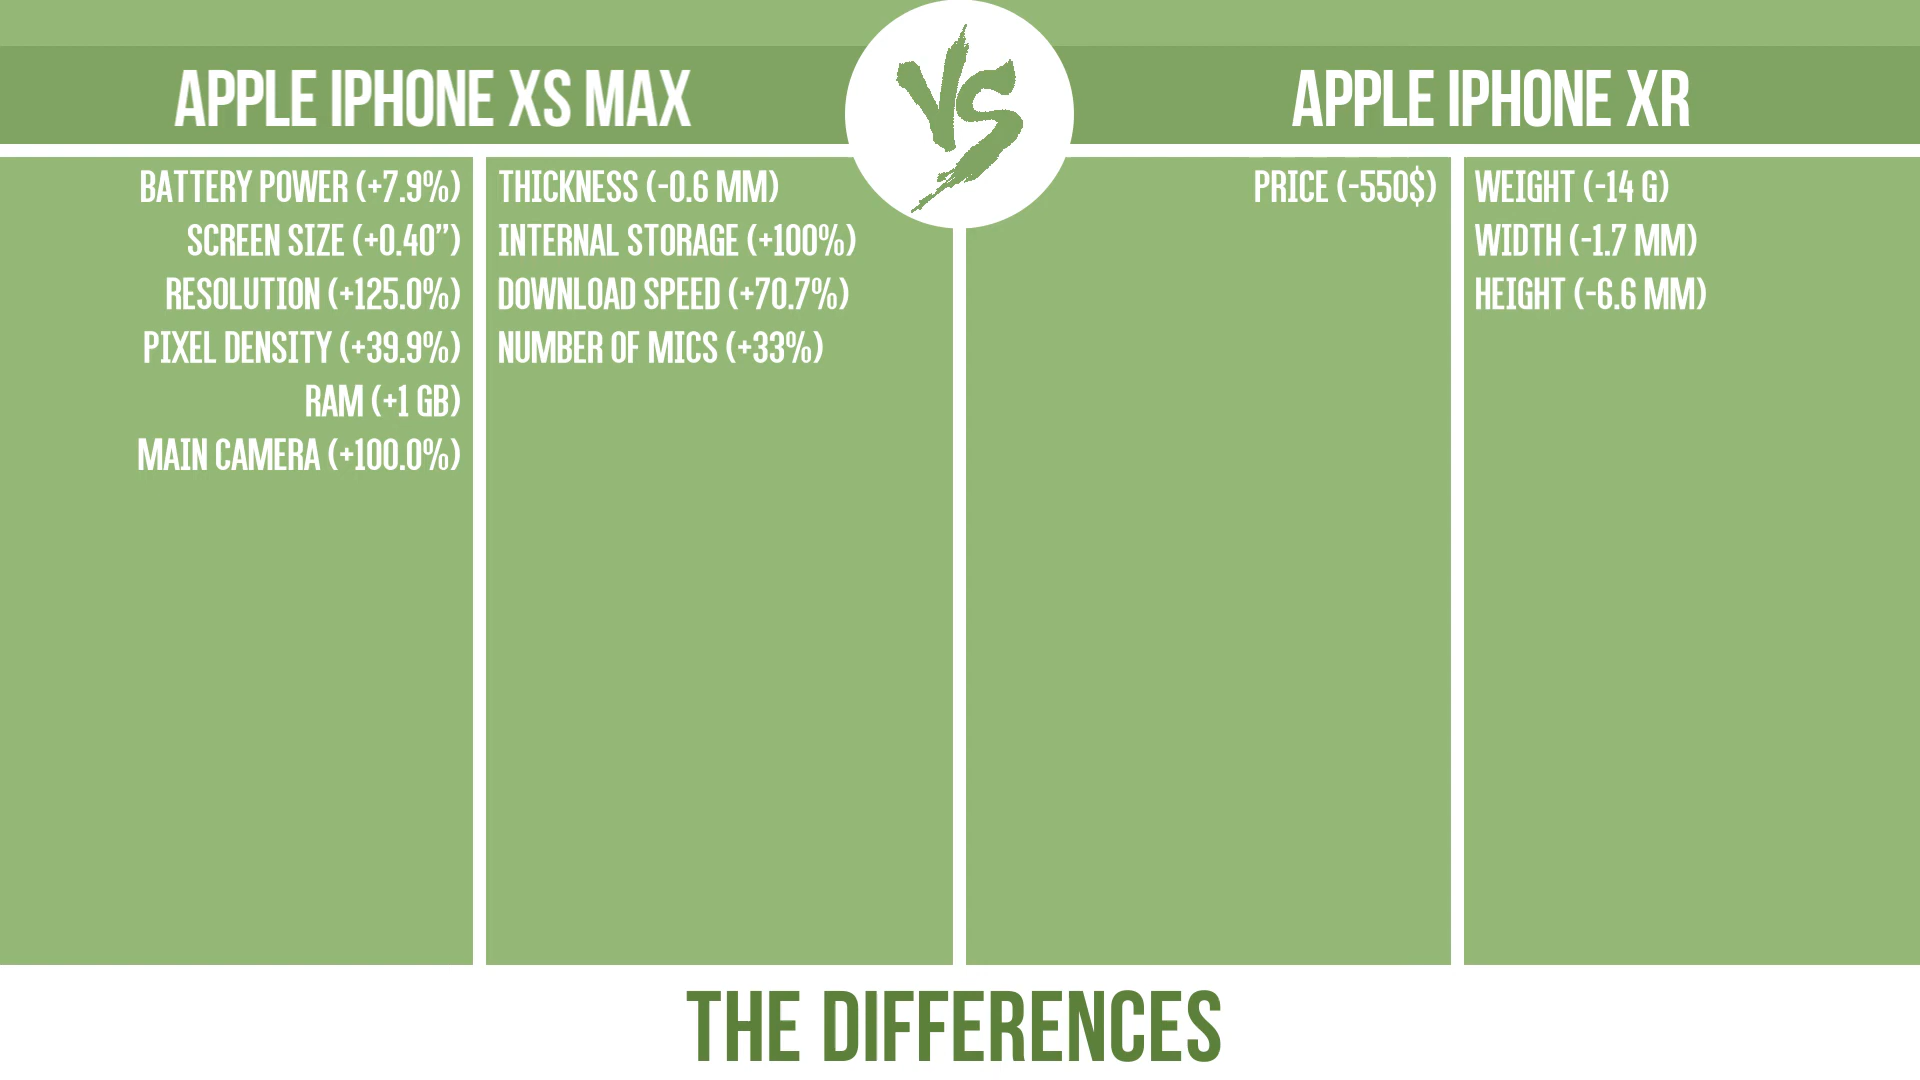 APPLE IPHONE XS MAX
VS
APPLE IPHONE XR
BATTERY POWER (+7.9%)
SCREEN SIZE (+0.40”)
RESOLUTION (+125.0%)
PIXEL DENSITY (+39.9%)
RAM (+1 GB)
MAIN CAMERA (+100.0%)
THICKNESS (-0.6 MM)
INTERNAL STORAGE (+100%)
DOWNLOAD SPEED (+70.7%)
NUMBER OF MICS (+33%)
PRICE (-550$)
WEIGHT (-14 G)
WIDTH (-1.7 MM)
HEIGHT (-6.6 MM)
THE DIFFERENCES